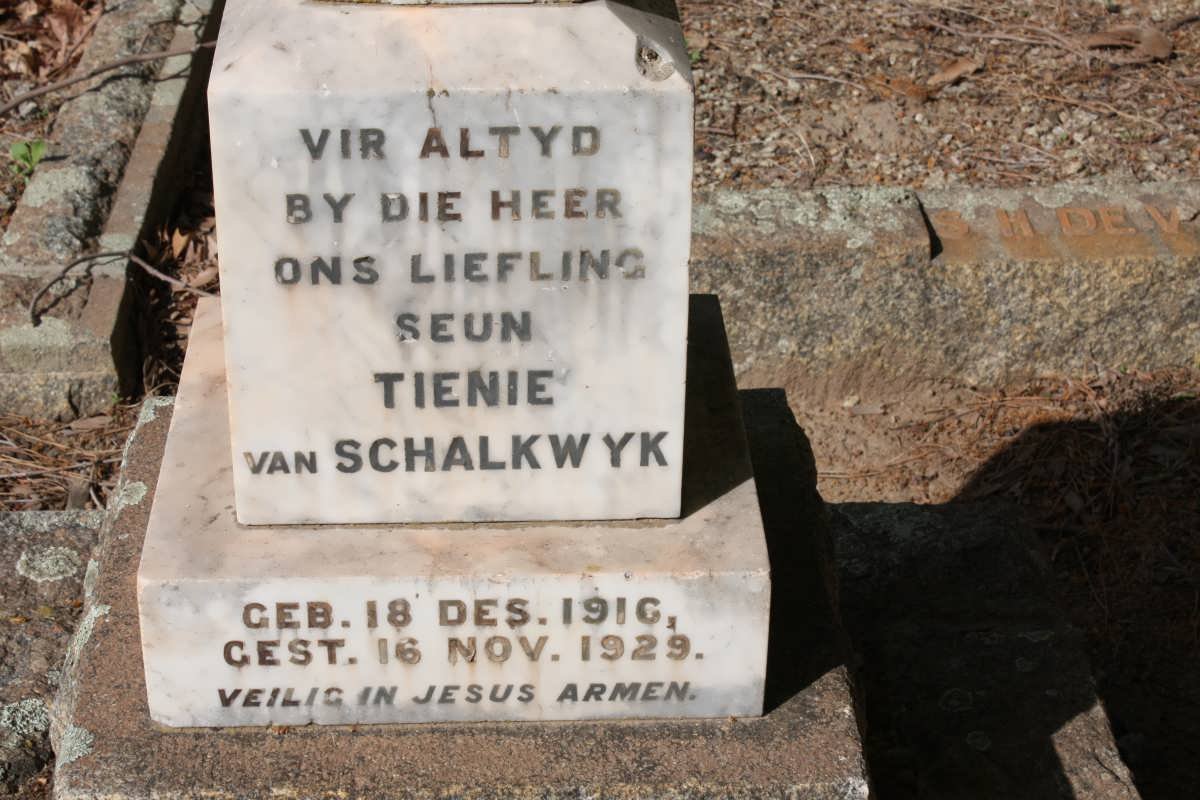 VIR ALTYD
BY DIE HEER
ONS LIEFLING
SEUN
TIENIE
VAN SCHALKWYK
GEB. 18 DES. 1916,
GEST. 16 NOV. 1929.
VEILIG IN JESUS ARMEN.
S. H. DE V